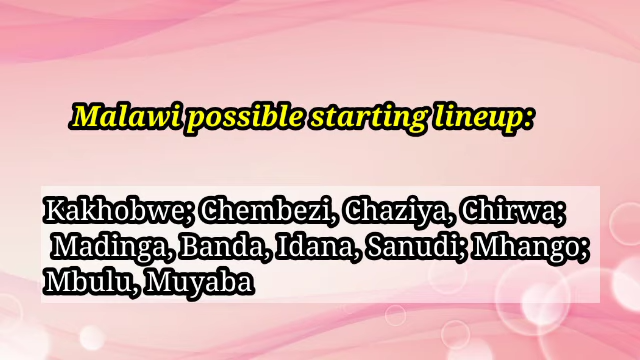 Malawi possible starting lineup:
Kakhobwe; Chembezi, Chaziya, Chirwa;
Madinga, Banda, Idana, Sanudi; Mhango;
Mbulu, Muyaba